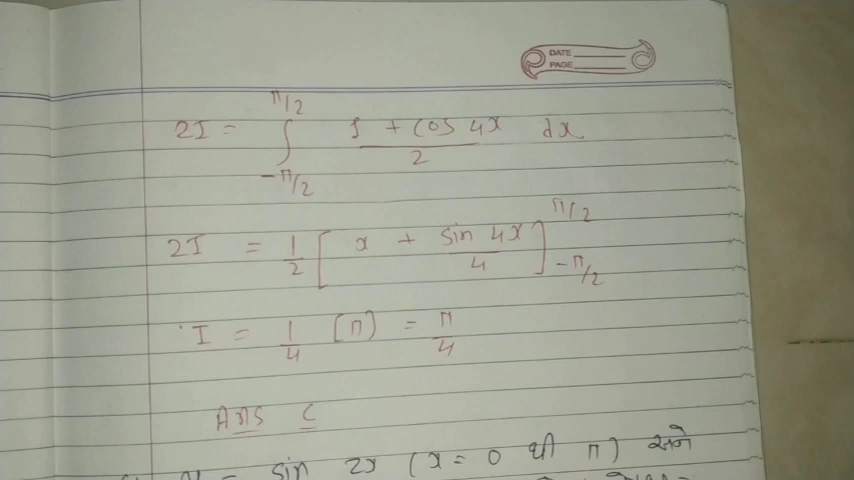 DATE
PAGE
2I = ∫_{-π/2}^{π/2} (1 + cos 4x)/2 dx
2I = 1/2 [ x + sin 4x/4 ]_{-π/2}^{π/2}
I = 1/4 [π] = π/4
Ans C
= sin 2x (x = 0 થી π) અને